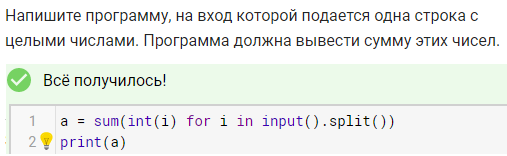 Напишите программу, на вход которой подается одна строка с
целыми числами. Программа должна вывести сумму этих чисел.
Всё получилось!
1 a = sum(int(i) for i in input().split())
2 print(a)